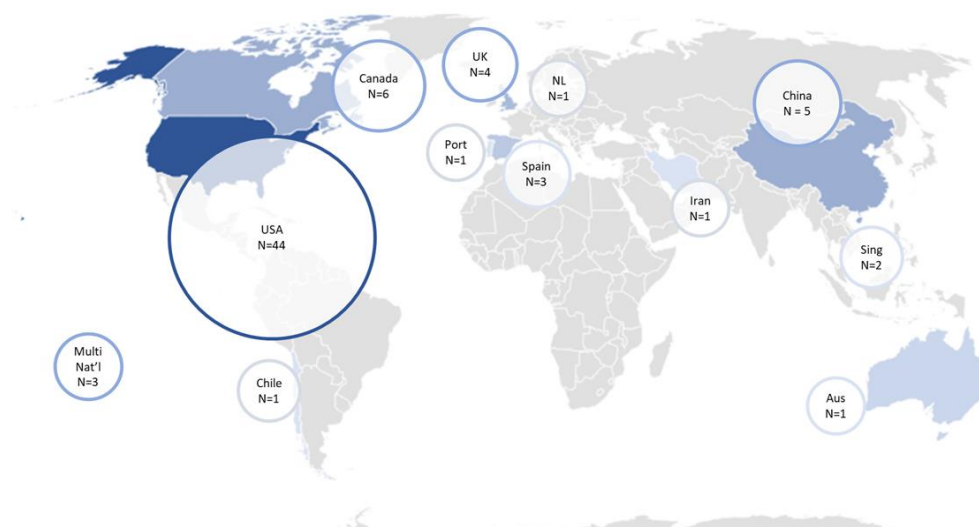 UK
N=4
Canada
N=6
NL
N=1
China
N = 5
Port
N=1
Spain
N=3
Iran
N=1
USA
N=44
Sing
N=2
Multi
Nat'l
N=3
Chile
N=1
Aus
N=1